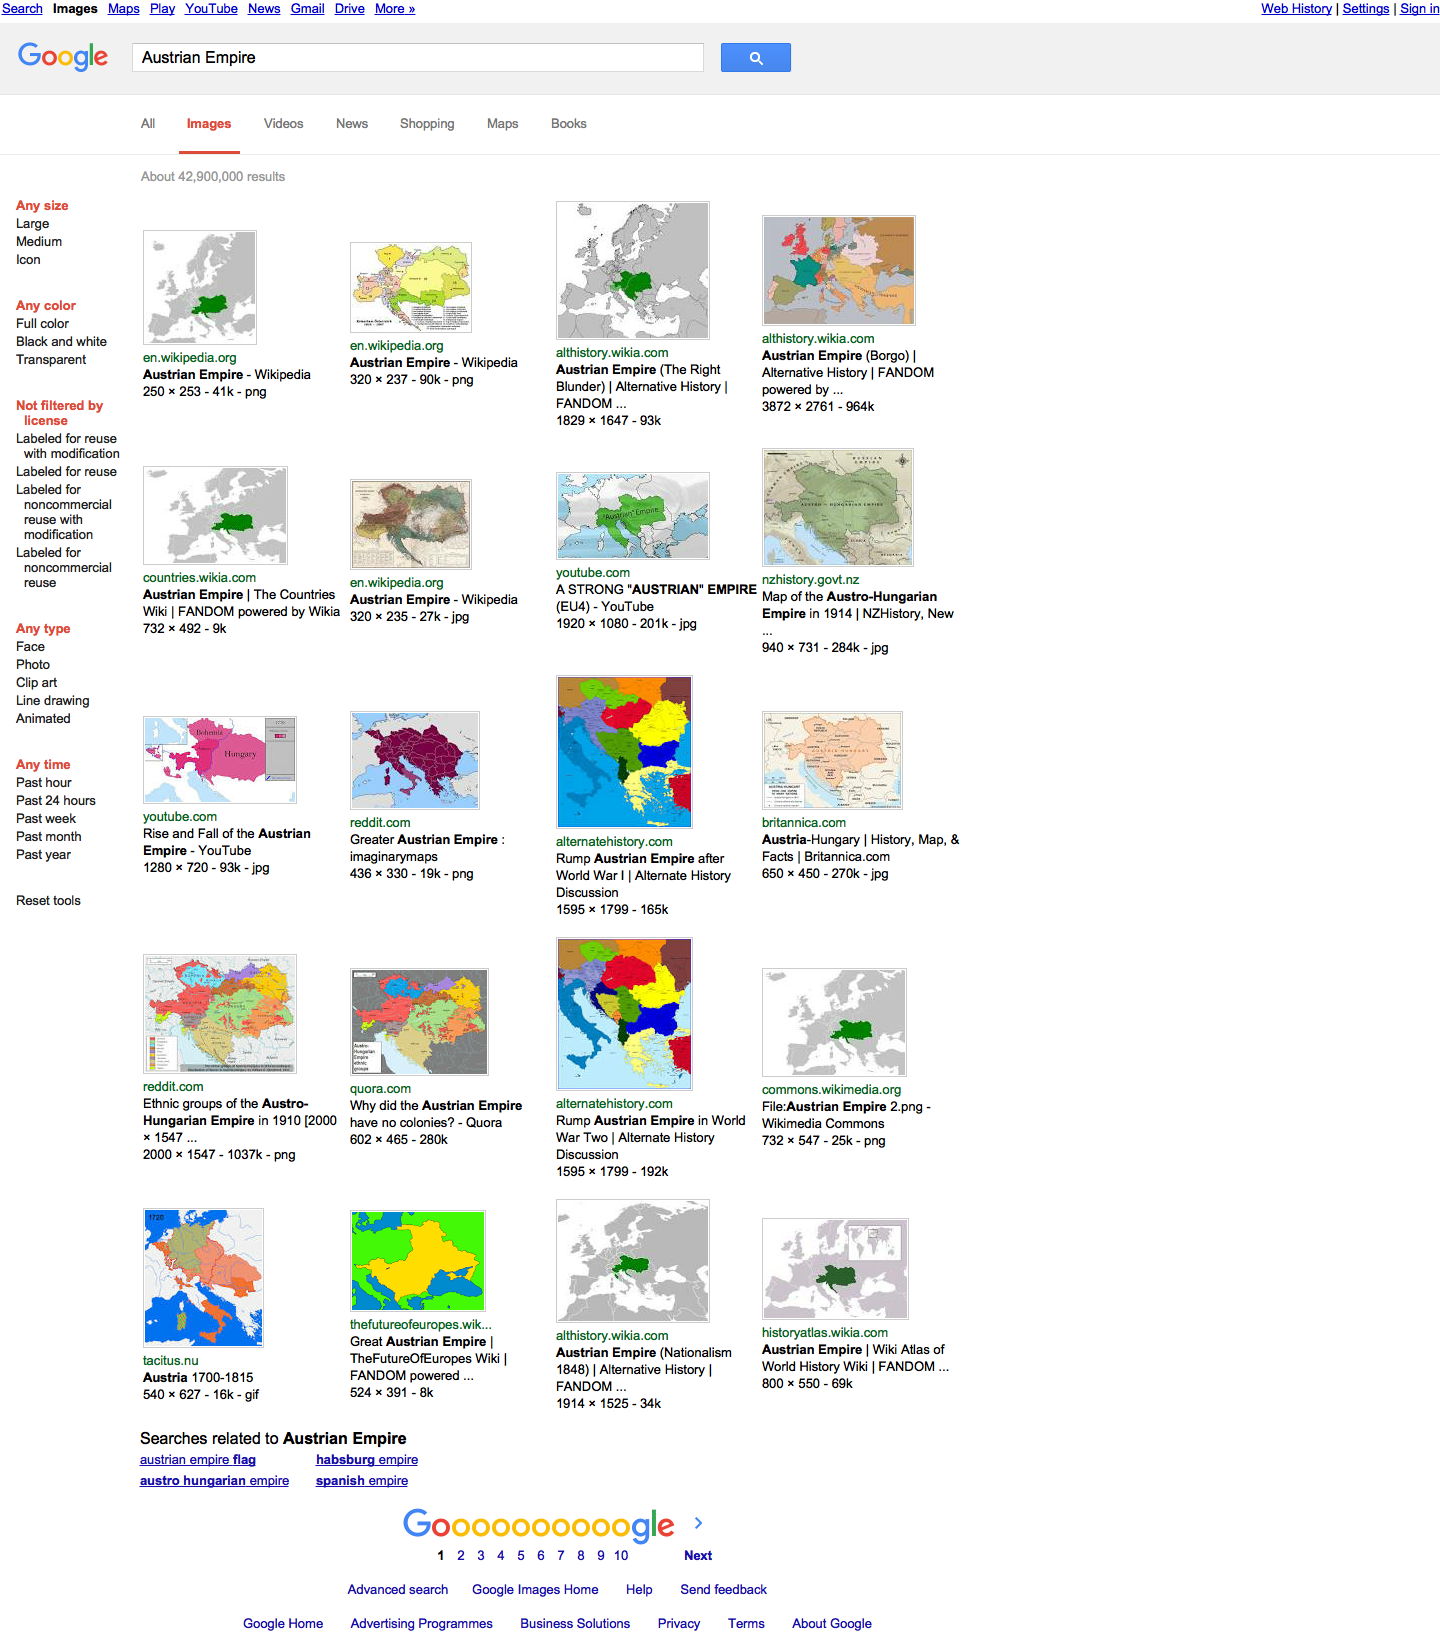 Search Images Maps Play YouTube News Gmail Drive More »
Web History | Settings | Sign in
Google
Austrian Empire
All Images Videos News Shopping Maps Books
About 42,900,000 results
Any size
Large
Medium
Icon
Any color
Full color
Black and white
Transparent
Not filtered by
license
Labeled for reuse
with modification
Labeled for reuse
Labeled for
noncommercial
reuse with
modification
Labeled for
noncommercial
reuse
Any type
Face
Photo
Clip art
Line drawing
Animated
Any time
Past hour
Past 24 hours
Past week
Past month
Past year
Reset tools
en.wikipedia.org
Austrian Empire - Wikipedia
250 × 253 - 41k - png
en.wikipedia.org
Austrian Empire - Wikipedia
320 × 237 - 90k - png
althistory.wikia.com
Austrian Empire (The Right
Blunder) | Alternative History |
FANDOM ...
1829 × 1647 - 93k
althistory.wikia.com
Austrian Empire (Borgo) |
Alternative History | FANDOM
powered by ...
3872 × 2761 - 964k
countries.wikia.com
Austrian Empire | The Countries
Wiki | FANDOM powered by Wikia
732 × 492 - 9k
en.wikipedia.org
Austrian Empire - Wikipedia
320 × 235 - 27k - jpg
"Austrian" Empire
youtube.com
A STRONG "AUSTRIAN" EMPIRE
(EU4) - YouTube
1920 × 1080 - 201k - jpg
nzhistory.govt.nz
Map of the Austro-Hungarian
Empire in 1914 | NZHistory, New
...
940 × 731 - 284k - jpg
Bohemia
Hungary
youtube.com
Rise and Fall of the Austrian
Empire - YouTube
1280 × 720 - 93k - jpg
reddit.com
Greater Austrian Empire :
imaginarymaps
436 × 330 - 19k - png
alternatehistory.com
Rump Austrian Empire after
World War I | Alternate History
Discussion
1595 × 1799 - 165k
britannica.com
Austria-Hungary | History, Map, &
Facts | Britannica.com
650 × 450 - 270k - jpg
reddit.com
Ethnic groups of the Austro-
Hungarian Empire in 1910 [2000
× 1547 ...
2000 × 1547 - 1037k - png
Austro-
Hungarian
Empire
ethnic
groups
quora.com
Why did the Austrian Empire
have no colonies? - Quora
602 × 465 - 280k
alternatehistory.com
Rump Austrian Empire in World
War Two | Alternate History
Discussion
1595 × 1799 - 192k
commons.wikimedia.org
File:Austrian Empire 2.png -
Wikimedia Commons
732 × 547 - 25k - png
tacitus.nu
Austria 1700-1815
540 × 627 - 16k - gif
thefutureofeuropes.wik...
Great Austrian Empire |
TheFutureOfEuropes Wiki |
FANDOM powered ...
524 × 391 - 8k
althistory.wikia.com
Austrian Empire (Nationalism
1848) | Alternative History |
FANDOM ...
1914 × 1525 - 34k
historyatlas.wikia.com
Austrian Empire | Wiki Atlas of
World History Wiki | FANDOM ...
800 × 550 - 69k
Searches related to Austrian Empire
austrian empire flag habsburg empire
austro hungarian empire spanish empire
Goooooooooogle
1 2 3 4 5 6 7 8 9 10 Next
Advanced search Google Images Home Help Send feedback
Google Home Advertising Programmes Business Solutions Privacy Terms About Google